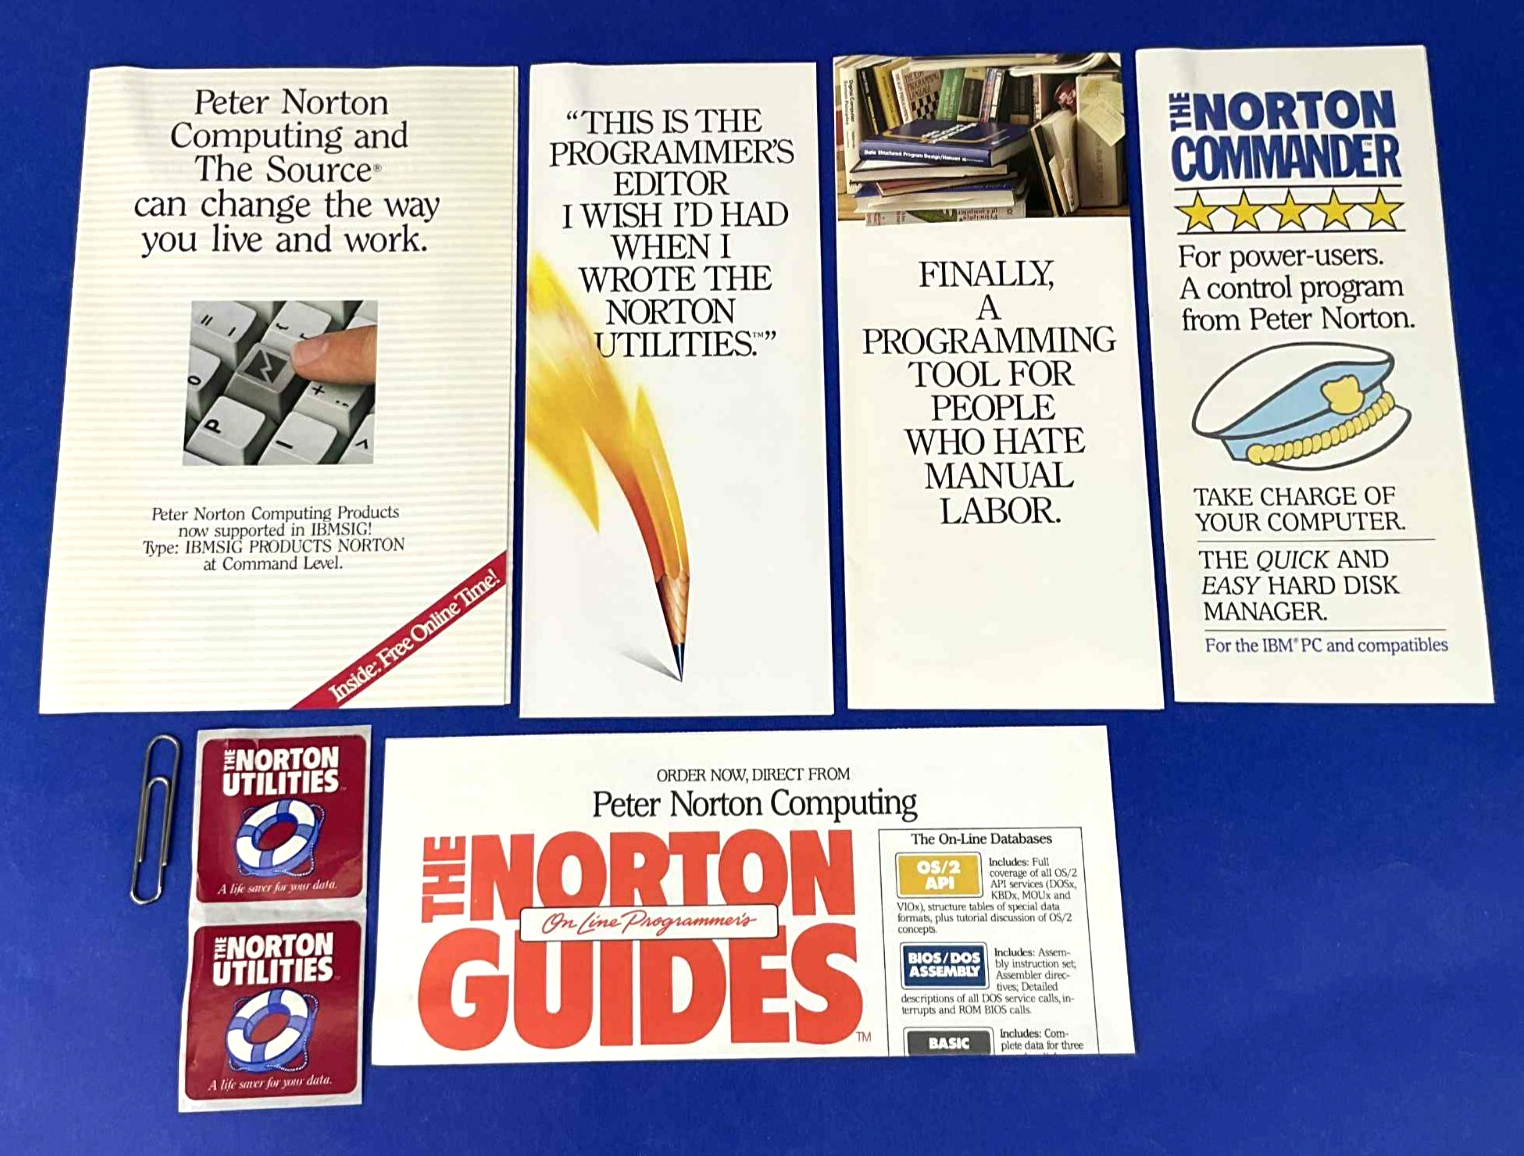 Peter Norton
Computing and
The Source®
can change the way
you live and work.
P
Peter Norton Computing Products
now supported in IBMSIG!
Type: IBMSIG PRODUCTS NORTON
at Command Level.
Inside: Free Online Time!
“THIS IS THE
PROGRAMMER'S
EDITOR
I WISH I'D HAD
WHEN I
WROTE THE
NORTON
UTILITIES.™”
FINALLY,
A
PROGRAMMING
TOOL FOR
PEOPLE
WHO HATE
MANUAL
LABOR.
THE NORTON
COMMANDER™
For power-users.
A control program
from Peter Norton.
TAKE CHARGE OF
YOUR COMPUTER.
THE QUICK AND
EASY HARD DISK
MANAGER.
For the IBM® PC and compatibles
THE NORTON
UTILITIES™
A life saver for your data.
THE NORTON
UTILITIES™
A life saver for your data.
ORDER NOW, DIRECT FROM
Peter Norton Computing
THE NORTON
On Line Programmer's
GUIDES™
The On-Line Databases
OS/2
API
Includes: Full
coverage of all OS/2
API services (DOSx,
KBDx, MOUx and
VIOx), structure tables of special data
formats, plus tutorial discussion of OS/2
concepts.
BIOS/DOS
ASSEMBLY
Includes: Assem-
bly instruction set;
Assembler direc-
tives; Detailed
descriptions of all DOS service calls, in-
terrupts and ROM BIOS calls.
BASIC
Includes: Com-
plete data for three